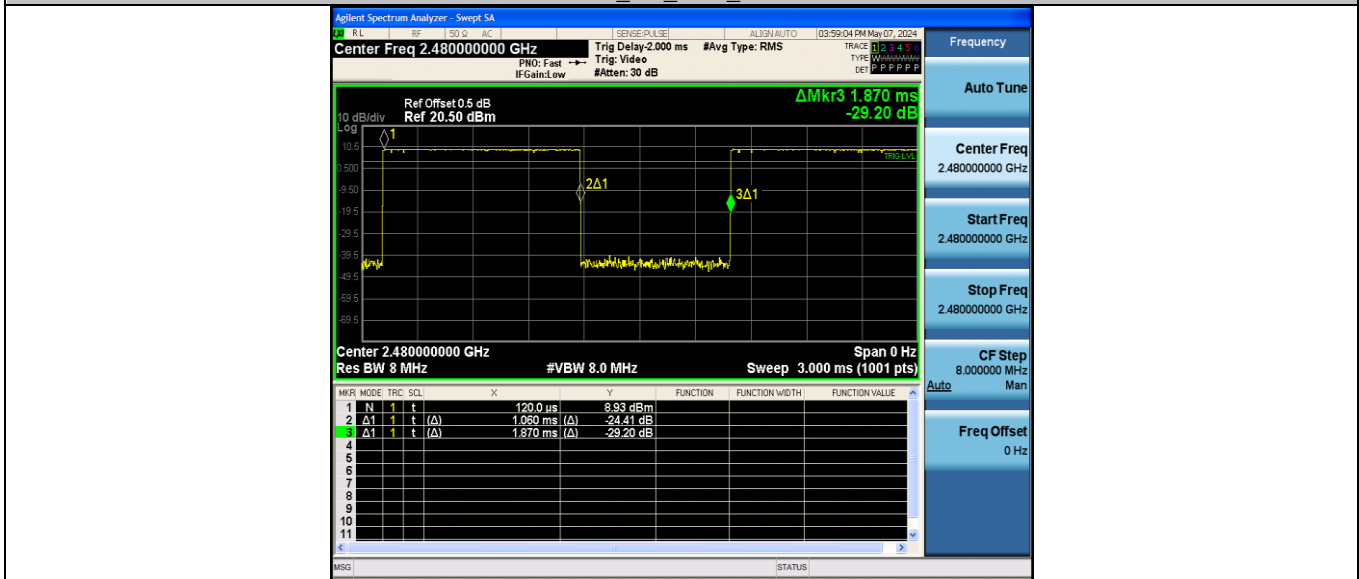 Agilent Spectrum Analyzer - Swept SA
RL RF 50 Ω AC SENSE:PULSE ALIGNAUTO 03:59:04 PM May 07, 2024
Center Freq 2.480000000 GHz Trig Delay-2.000 ms #Avg Type: RMS TRACE 1 2 3 4 5 6
PNO: Fast Trig: Video TYPE WWWWWW
IFGain:Low #Atten: 30 dB DET P P P P P P
Frequency
Auto Tune
Center Freq
2.480000000 GHz
Start Freq
2.480000000 GHz
Stop Freq
2.480000000 GHz
CF Step
8.000000 MHz
Auto Man
Freq Offset
0 Hz
ΔMkr3 1.870 ms
-29.20 dB
Ref Offset 0.5 dB
10 dB/div Ref 20.50 dBm
Log
10.5
0.500
-9.50
-19.5
-29.5
-39.5
-49.5
-59.5
-69.5
1
2Δ1
3Δ1
TRIG LVL
Center 2.480000000 GHz Span 0 Hz
Res BW 8 MHz #VBW 8.0 MHz Sweep 3.000 ms (1001 pts)
MKR MODE TRC SCL X Y FUNCTION FUNCTION WIDTH FUNCTION VALUE
1 N 1 t 120.0 µs 8.93 dBm
2 Δ1 1 t (Δ) 1.060 ms (Δ) -24.41 dB
3 Δ1 1 t (Δ) 1.870 ms (Δ) -29.20 dB
4
5
6
7
8
9
10
11
MSG STATUS